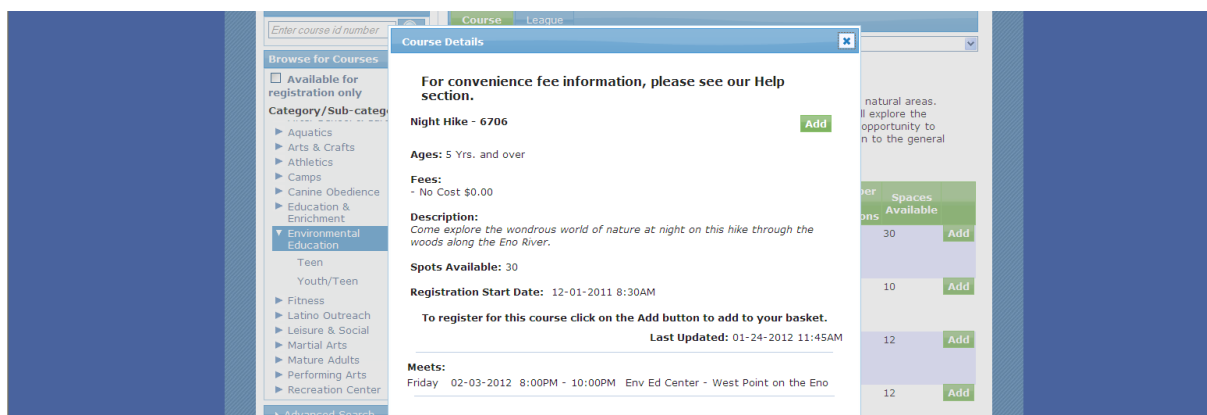 Enter course id number
Course League
Course Details
Browse for Courses
Available for
registration only
Category/Sub-categ
Aquatics
Arts & Crafts
Athletics
Camps
Canine Obedience
Education &
Enrichment
Environmental
Education
Teen
Youth/Teen
Fitness
Latino Outreach
Leisure & Social
Martial Arts
Mature Adults
Performing Arts
Recreation Center
Advanced Search
For convenience fee information, please see our Help
section.
Night Hike - 6706
Add
Ages: 5 Yrs. and over
Fees:
- No Cost $0.00
Description:
Come explore the wondrous world of nature at night on this hike through the
woods along the Eno River.
Spots Available: 30
Registration Start Date: 12-01-2011 8:30AM
To register for this course click on the Add button to add to your basket.
Last Updated: 01-24-2012 11:45AM
Meets:
Friday 02-03-2012 8:00PM - 10:00PM Env Ed Center - West Point on the Eno
natural areas.
ll explore the
opportunity to
n to the general
ber
ons
Spaces
Available
30 Add
10 Add
12 Add
12 Add